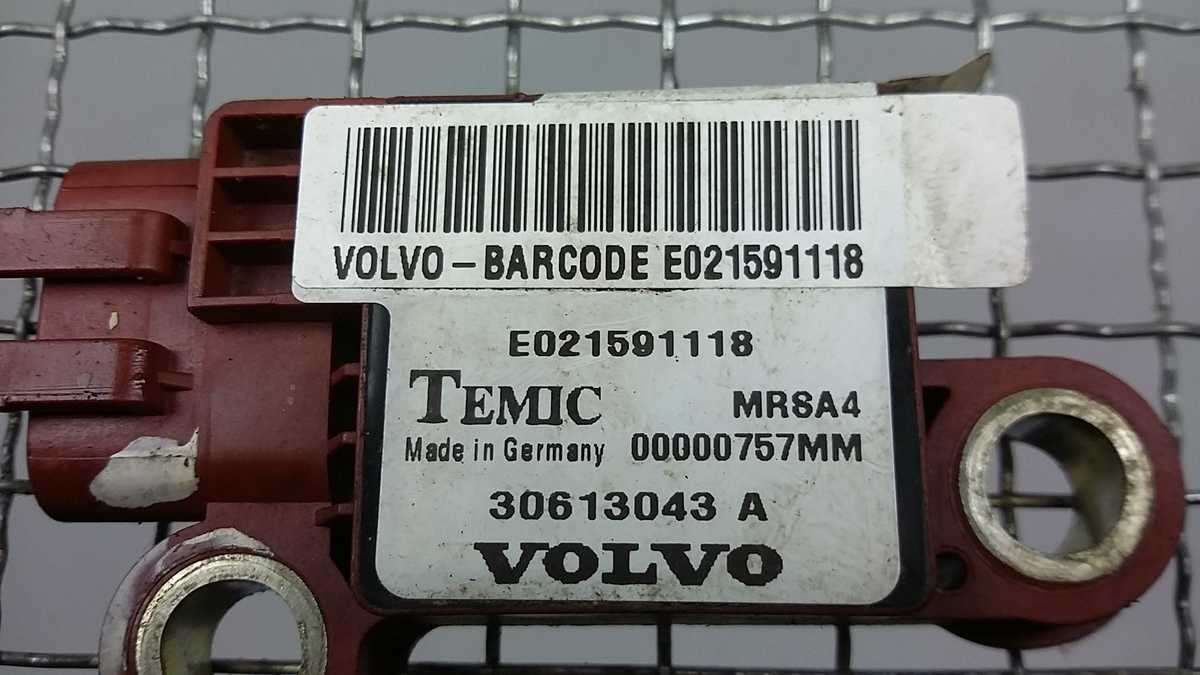 VOLVO - BARCODE E021591118
E021591118
TEMIC MRSA4
Made in Germany 00000757MM
30613043 A
VOLVO